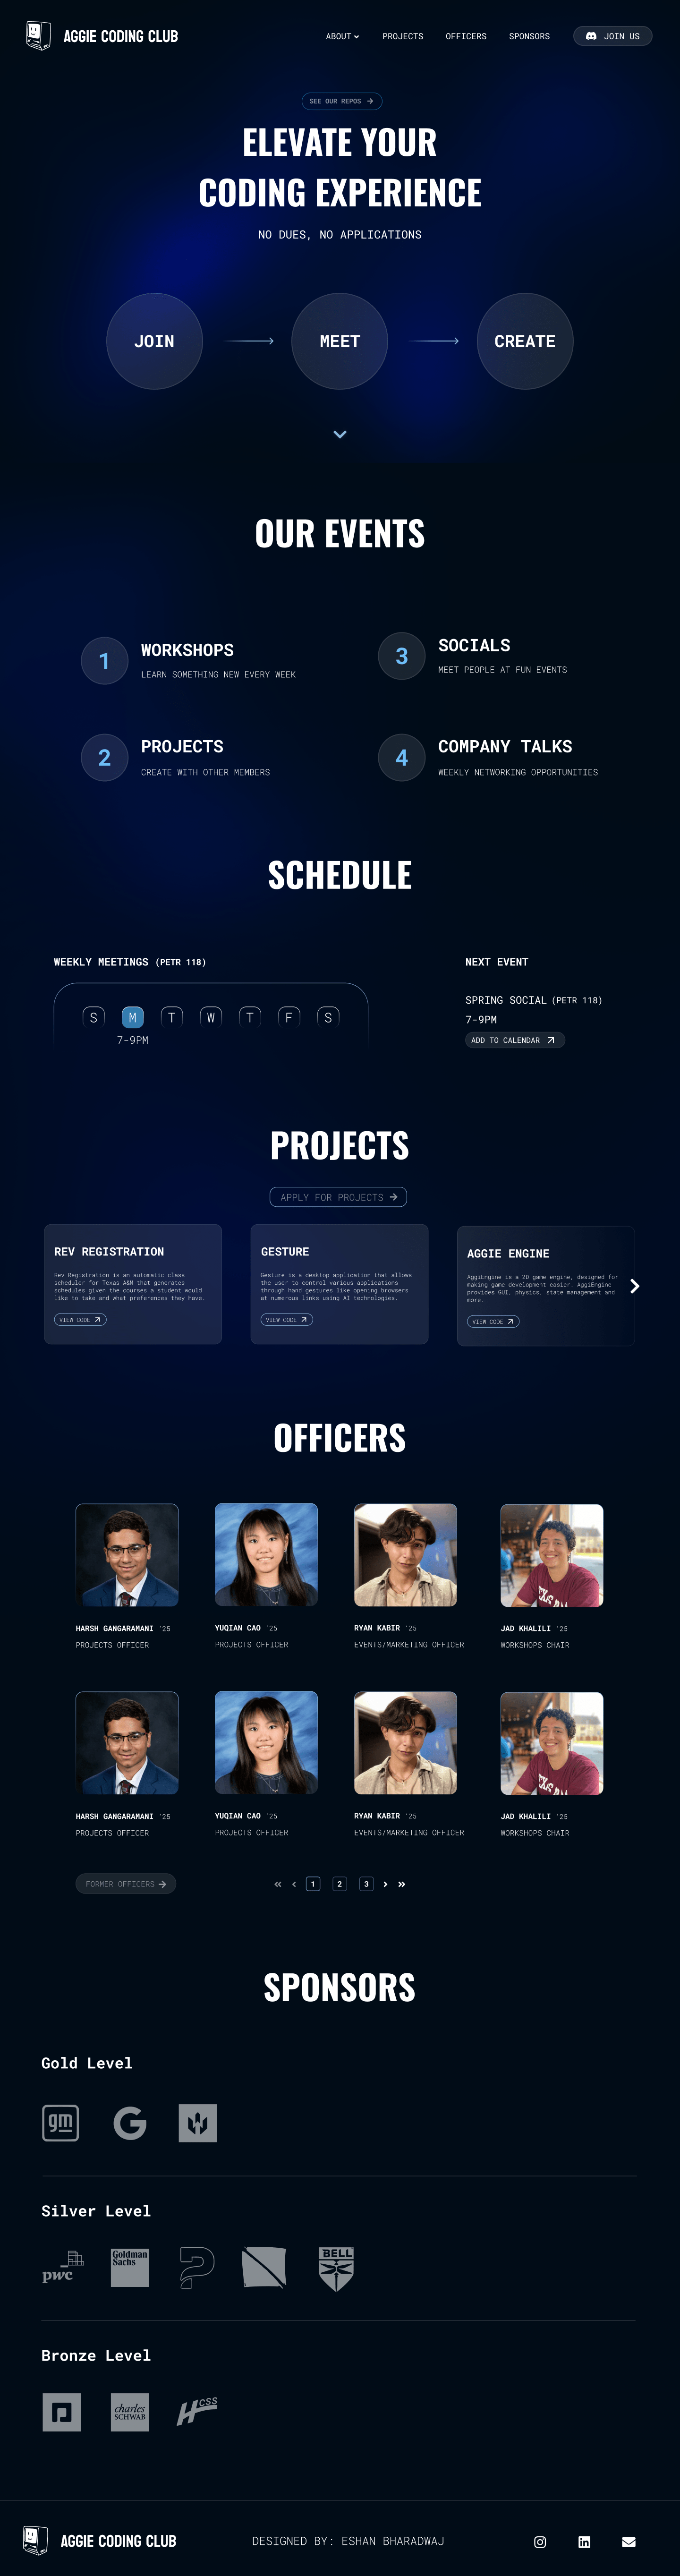 AGGIE CODING CLUB
ABOUT
PROJECTS
OFFICERS
SPONSORS
JOIN US
SEE OUR REPOS
ELEVATE YOUR
CODING EXPERIENCE
NO DUES, NO APPLICATIONS
JOIN
MEET
CREATE
OUR EVENTS
1
WORKSHOPS
LEARN SOMETHING NEW EVERY WEEK
3
SOCIALS
MEET PEOPLE AT FUN EVENTS
2
PROJECTS
CREATE WITH OTHER MEMBERS
4
COMPANY TALKS
WEEKLY NETWORKING OPPORTUNITIES
SCHEDULE
WEEKLY MEETINGS (PETR 118)
S M T W T F S
7-9PM
NEXT EVENT
SPRING SOCIAL (PETR 118)
7-9PM
ADD TO CALENDAR
PROJECTS
APPLY FOR PROJECTS
REV REGISTRATION
Rev Registration is an automatic class
scheduler for Texas A&M that generates
schedules given the courses a student would
like to take and what preferences they have.
VIEW CODE
GESTURE
Gesture is a desktop application that allows
the user to control various applications
through hand gestures like opening browsers
at numerous links using AI technologies.
VIEW CODE
AGGIE ENGINE
AggiEngine is a 2D game engine, designed for
making game development easier. AggiEngine
provides GUI, physics, state management and
more.
VIEW CODE
OFFICERS
HARSH GANGARAMANI '25
PROJECTS OFFICER
YUQIAN CAO '25
PROJECTS OFFICER
RYAN KABIR '25
EVENTS/MARKETING OFFICER
JAD KHALILI '25
WORKSHOPS CHAIR
HARSH GANGARAMANI '25
PROJECTS OFFICER
YUQIAN CAO '25
PROJECTS OFFICER
RYAN KABIR '25
EVENTS/MARKETING OFFICER
JAD KHALILI '25
WORKSHOPS CHAIR
FORMER OFFICERS
1 2 3
SPONSORS
Gold Level
gm
G
Silver Level
pwc
Goldman
Sachs
BELL
Bronze Level
charles
SCHWAB
HCSS
AGGIE CODING CLUB
DESIGNED BY: ESHAN BHARADWAJ